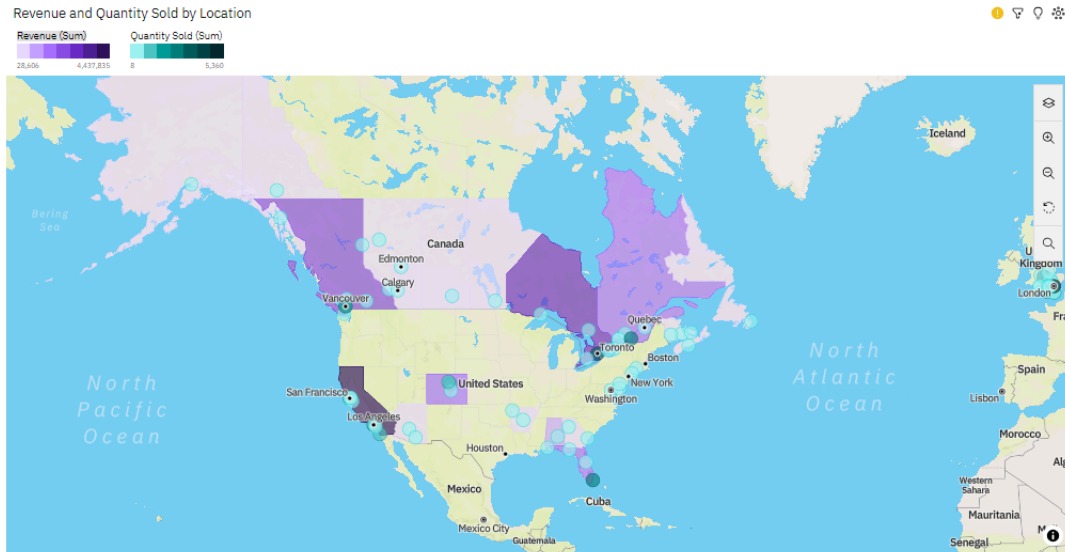 Revenue and Quantity Sold by Location
Revenue (Sum)
Quantity Sold (Sum)
28,606
4,437,835
8
5,360
Iceland
Bering
Sea
Canada
Edmonton
Calgary
Vancouver
Quebec
Toronto
Boston
New York
Washington
United States
San Francisco
Los Angeles
Houston
North
Pacific
Ocean
North
Atlantic
Ocean
U
Kingdom
London
Fra
Spain
Lisbon
Morocco
Alg
Western
Sahara
Mauritania
M
Senegal
Mexico
Mexico City
Cuba
Guatemala